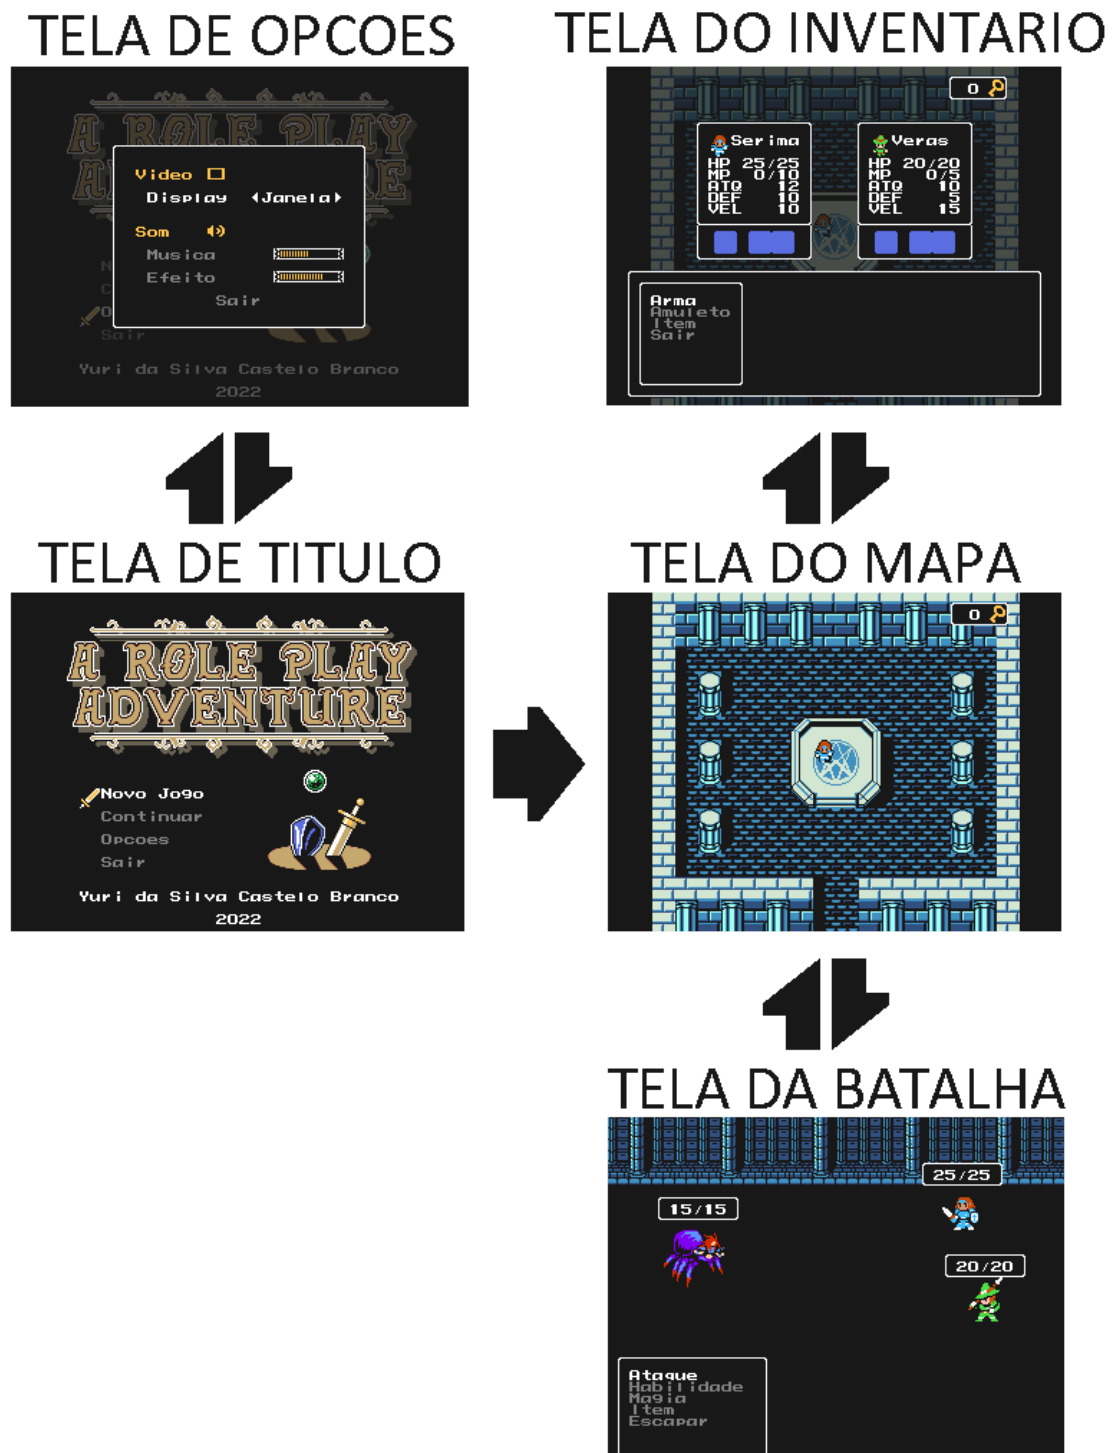 TELA DE OPCOES
A ROLE PLAY
Video
Display Janela
Som
Musica
Efeito
Sair
Sair
Yuri da Silva Castelo Branco
2022
TELA DO INVENTARIO
0
Serima
HP 25/25
MP 0/10
ATQ 12
DEF 10
VEL 10
Veras
HP 20/20
MP 0/5
ATQ 10
DEF 5
VEL 15
Arma
Amuleto
Item
Sair
TELA DE TITULO
A ROLE PLAY
ADVENTURE
Novo Jogo
Continuar
Opcoes
Sair
Yuri da Silva Castelo Branco
2022
TELA DO MAPA
0
TELA DA BATALHA
25/25
15/15
20/20
Ataque
Habilidade
Magia
Item
Escapar